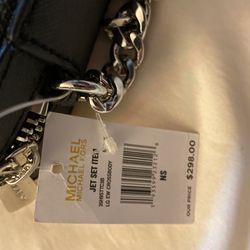 MICHAEL
MICHAEL KORS
JET SET ITEM
LG EW CROSSBODY
NS
OUR PRICE
$298.00